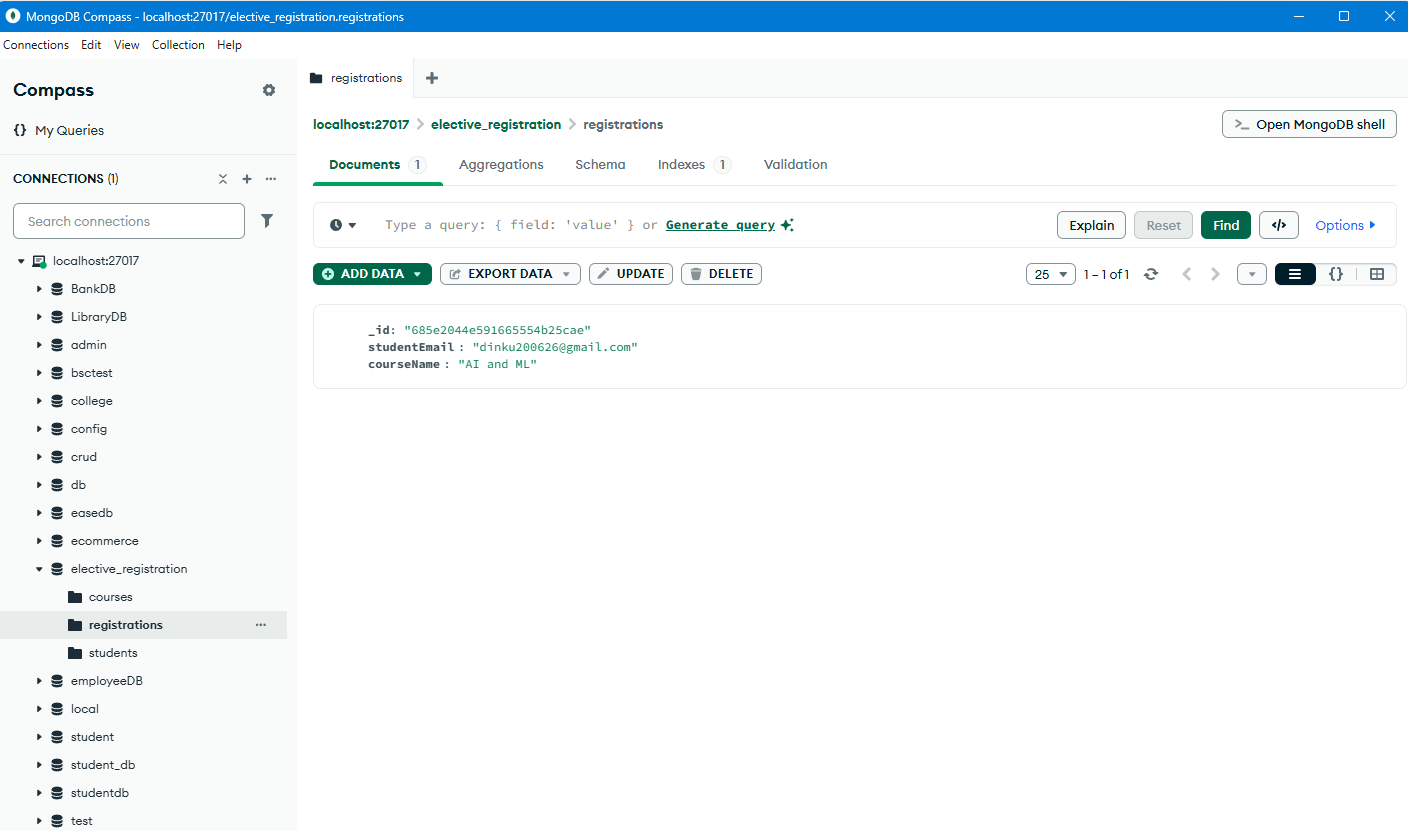 MongoDB Compass - localhost:27017/elective_registration.registrations
Connections Edit View Collection Help
Compass
{} My Queries
CONNECTIONS (1)
Search connections
localhost:27017
BankDB
LibraryDB
admin
bsctest
college
config
crud
db
easedb
ecommerce
elective_registration
courses
registrations
students
employeeDB
local
student
student_db
studentdb
test
registrations
localhost:27017 > elective_registration > registrations
>_ Open MongoDB shell
Documents 1 Aggregations Schema Indexes 1 Validation
Type a query: { field: 'value' } or Generate query
Explain Reset Find </> Options
ADD DATA EXPORT DATA UPDATE DELETE
25 1 – 1 of 1 {}
_id: "685e2044e591665554b25cae"
studentEmail : "dinku200626@gmail.com"
courseName : "AI and ML"